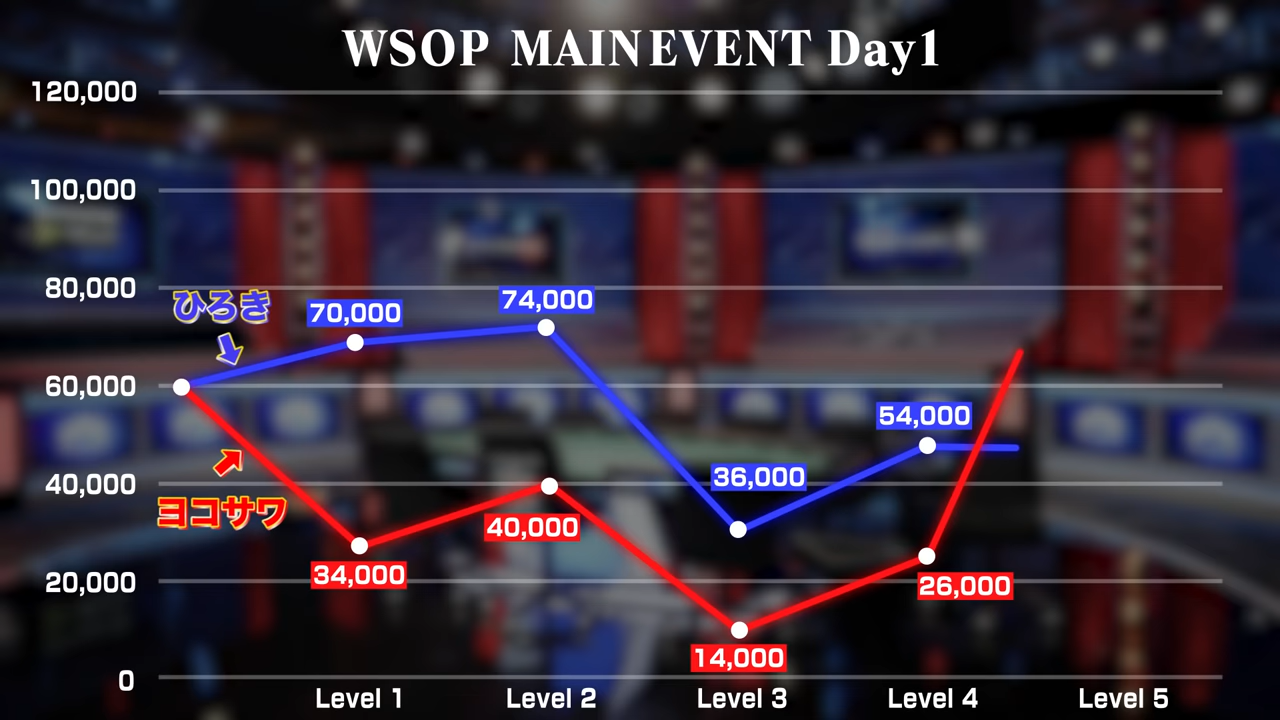 WSOP MAIN EVENT Day1
120,000
100,000
80,000
60,000
40,000
20,000
0
ひろき
ヨコサワ
70,000
74,000
36,000
54,000
34,000
40,000
14,000
26,000
Level 1
Level 2
Level 3
Level 4
Level 5